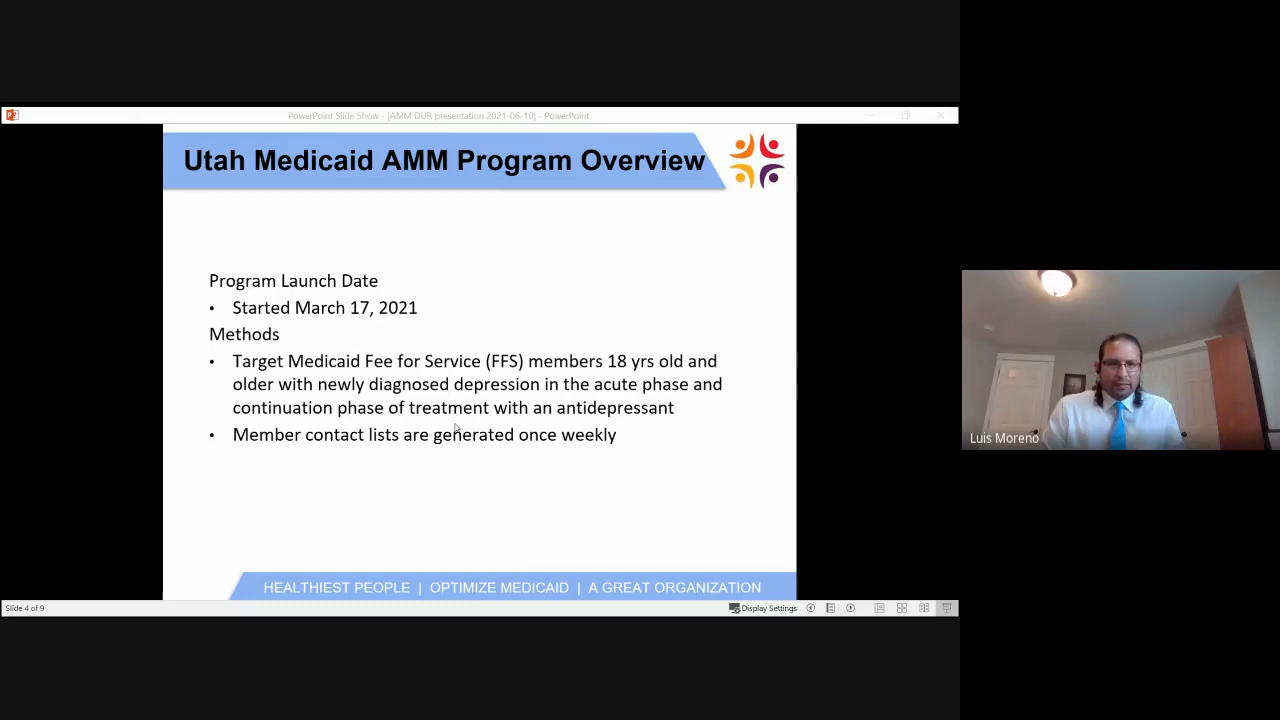 PowerPoint Slide Show - [AMM DUR presentation 2021-06-10] - PowerPoint
Utah Medicaid AMM Program Overview
Program Launch Date
• Started March 17, 2021
Methods
• Target Medicaid Fee for Service (FFS) members 18 yrs old and
older with newly diagnosed depression in the acute phase and
continuation phase of treatment with an antidepressant
• Member contact lists are generated once weekly
HEALTHIEST PEOPLE | OPTIMIZE MEDICAID | A GREAT ORGANIZATION
Slide 4 of 9
Display Settings
Luis Moreno